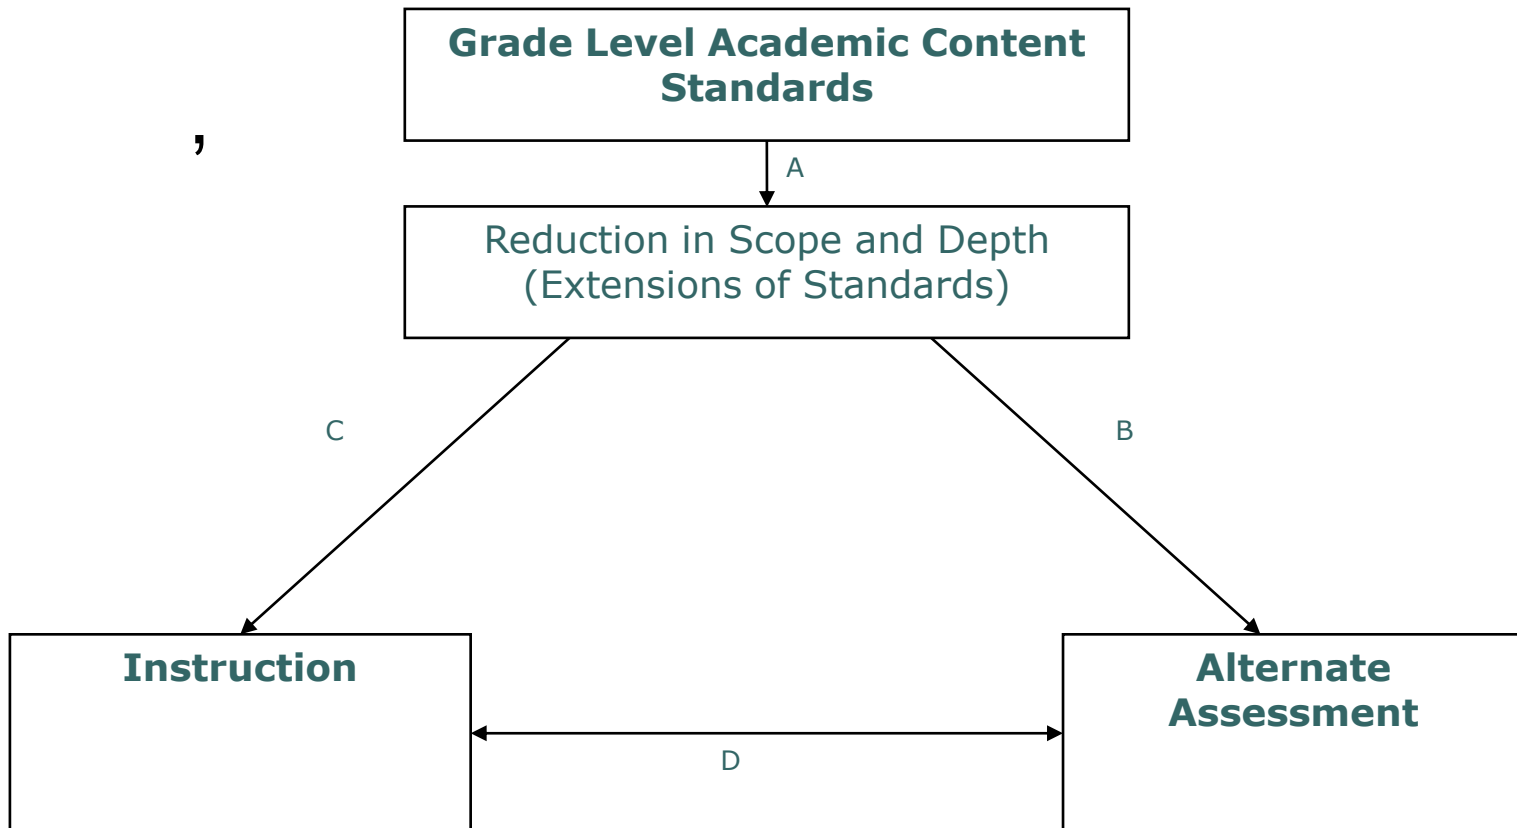 Grade Level Academic Content
Standards
,
A
Reduction in Scope and Depth
(Extensions of Standards)
C
B
Instruction
Alternate
Assessment
D